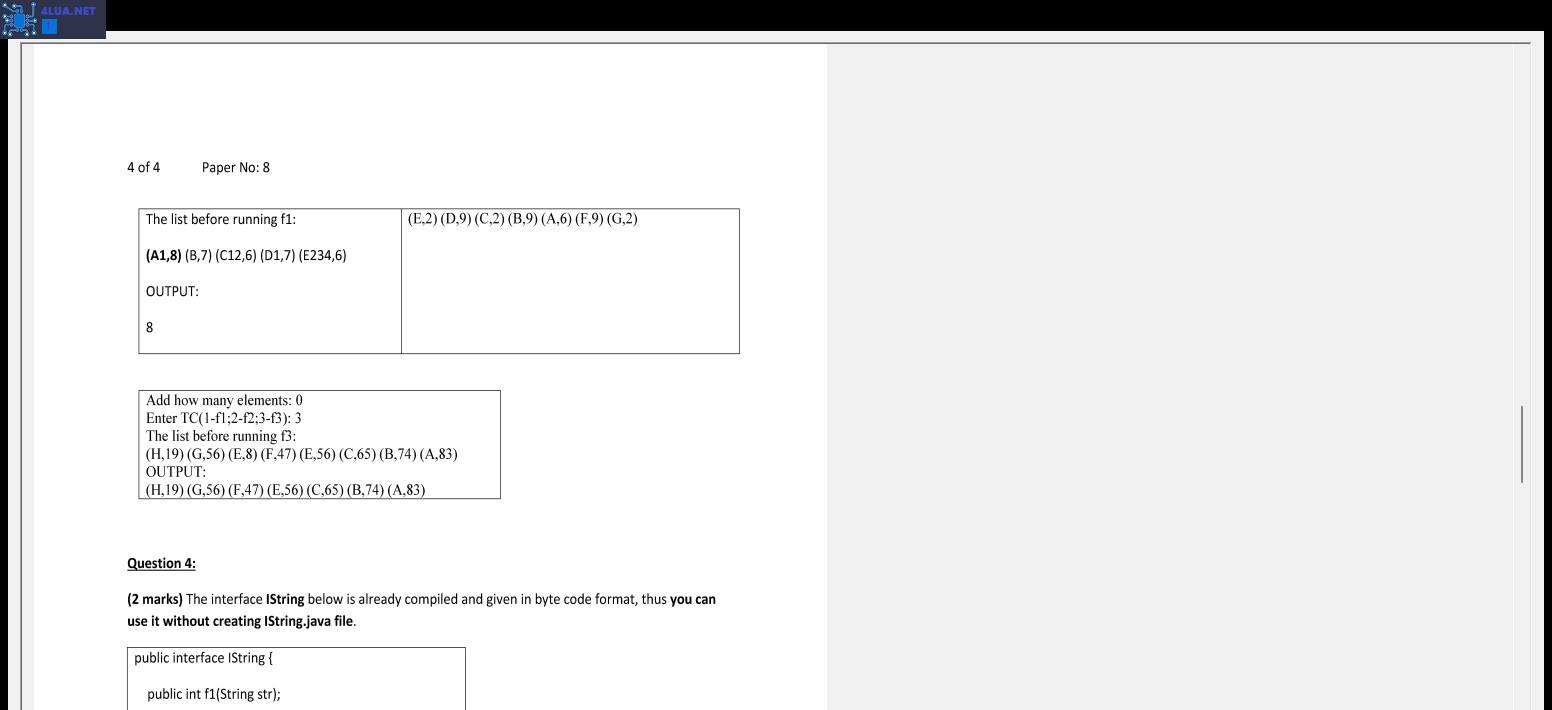 4LUA.NET
4 of 4 Paper No: 8
The list before running f1:
(A1,8) (B,7) (C12,6) (D1,7) (E234,6)
OUTPUT:
8
(E,2) (D,9) (C,2) (B,9) (A,6) (F,9) (G,2)
Add how many elements: 0
Enter TC(1-f1;2-f2;3-f3): 3
The list before running f3:
(H,19) (G,56) (E,8) (F,47) (E,56) (C,65) (B,74) (A,83)
OUTPUT:
(H,19) (G,56) (F,47) (E,56) (C,65) (B,74) (A,83)
Question 4:
(2 marks) The interface IString below is already compiled and given in byte code format, thus you can
use it without creating IString.java file.
public interface IString {
public int f1(String str);